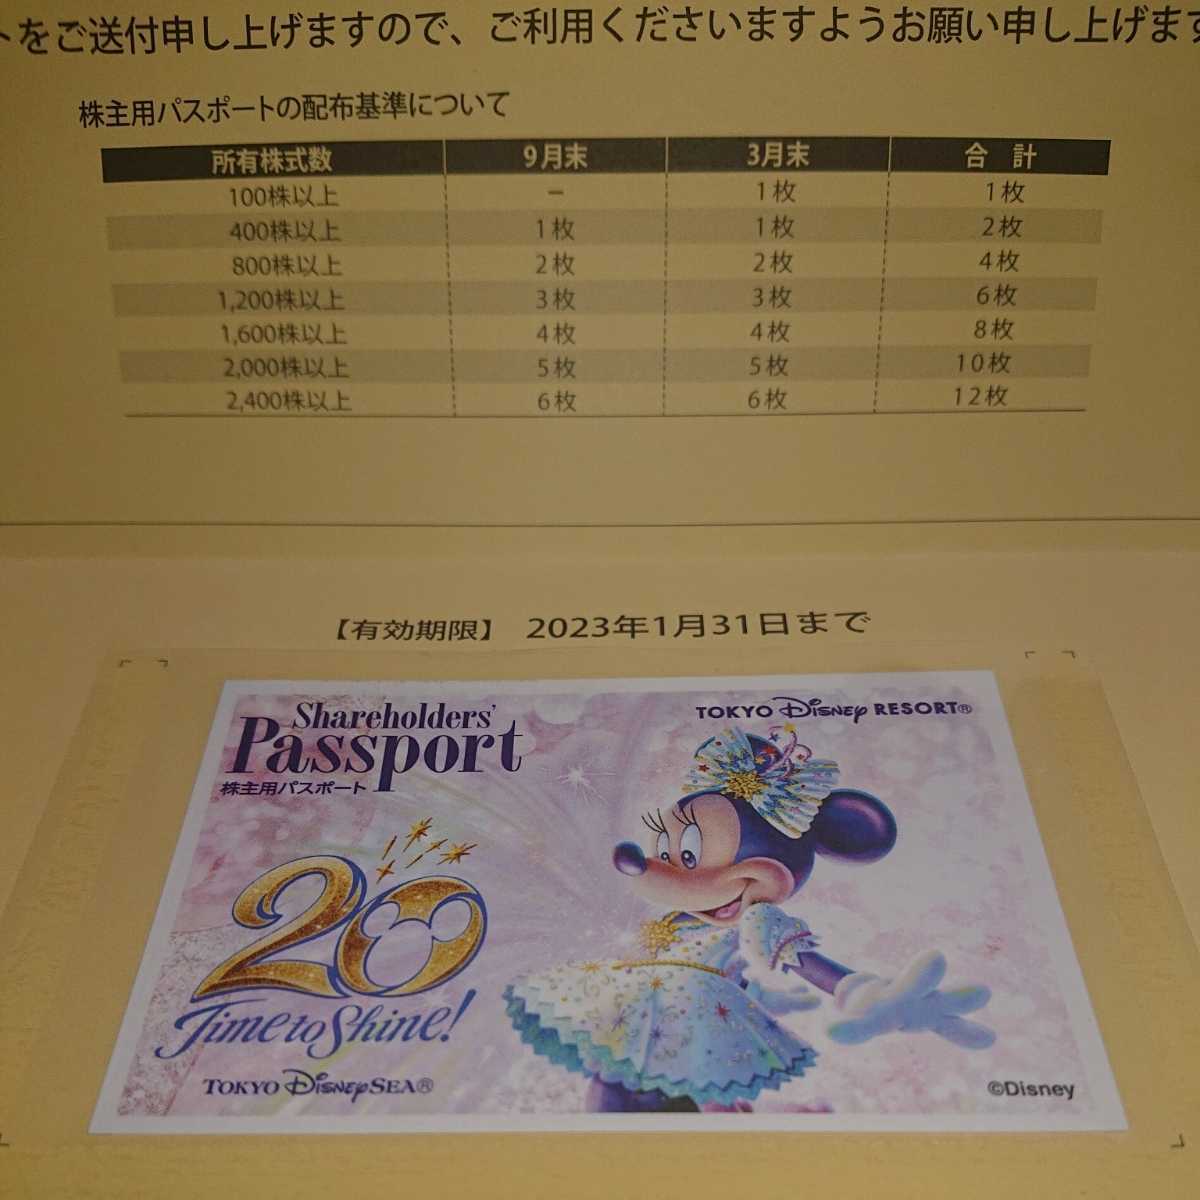 トをご送付申し上げますので、ご利用くださいますようお願い申し上げます
株主用パスポートの配布基準について
所有株式数 9月末 3月末 合 計
100株以上 － 1枚 1枚
400株以上 1枚 1枚 2枚
800株以上 2枚 2枚 4枚
1,200株以上 3枚 3枚 6枚
1,600株以上 4枚 4枚 8枚
2,000株以上 5枚 5枚 10枚
2,400株以上 6枚 6枚 12枚
【有効期限】 2023年1月31日まで
Shareholders'
Passport
株主用パスポート
TOKYO Disney RESORT®
20
Time to Shine!
TOKYO DisneySEA®
©Disney